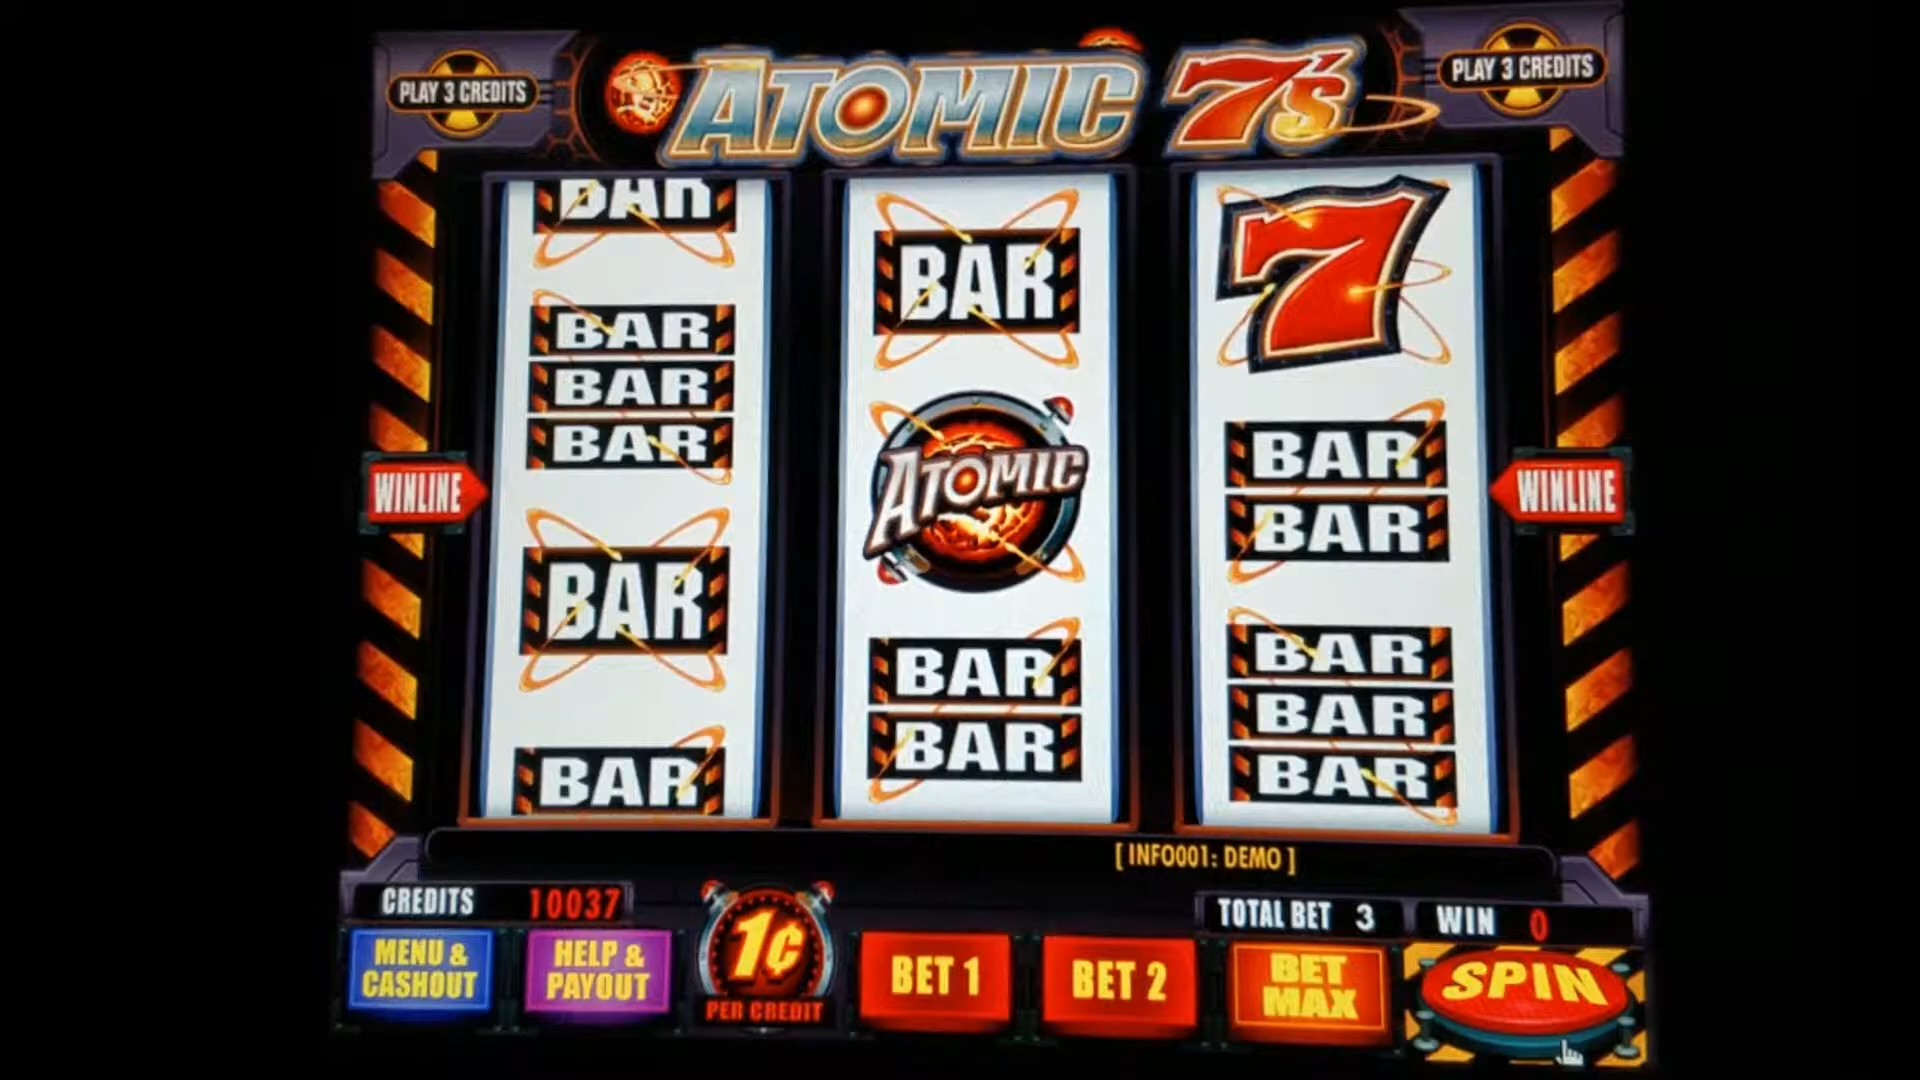 PLAY 3 CREDITS
ATOMIC 7's
PLAY 3 CREDITS
BAR
BAR
BAR
BAR
BAR
BAR
BAR
ATOMIC
BAR
BAR
7
BAR
BAR
BAR
BAR
BAR
WINLINE
WINLINE
[ INFO001: DEMO ]
CREDITS 10037
TOTAL BET 3
WIN 0
MENU &
CASHOUT
HELP &
PAYOUT
1¢
PER CREDIT
BET 1
BET 2
BET
MAX
SPIN